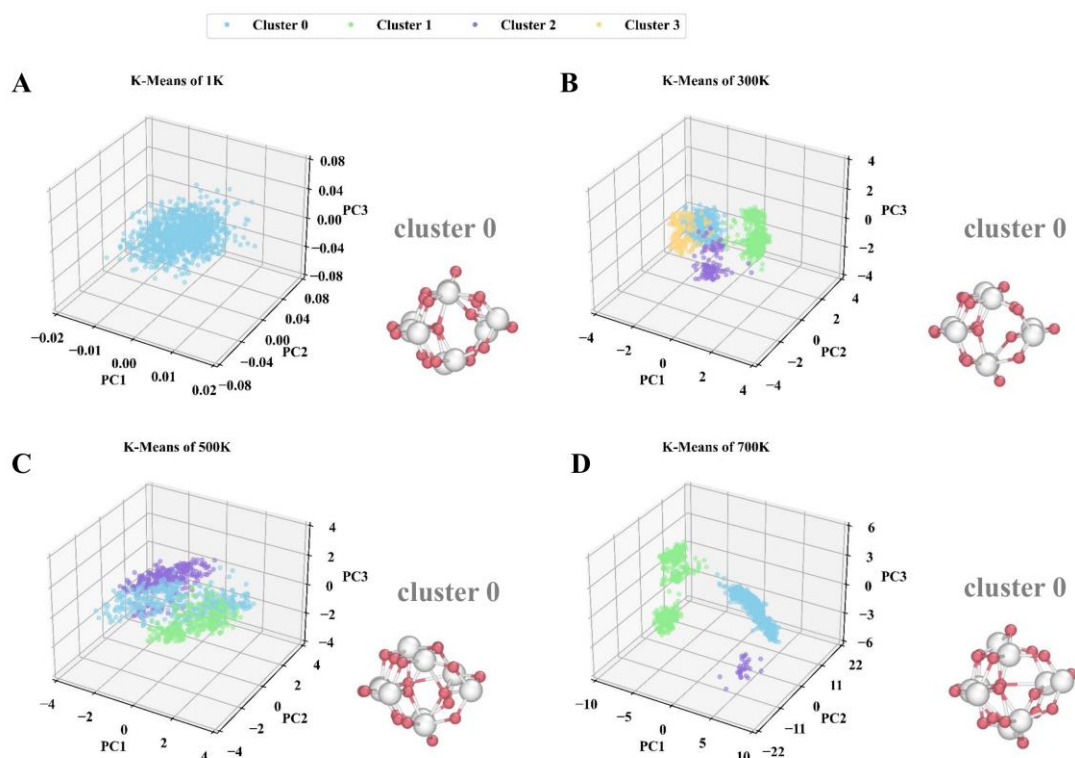 Cluster 0 Cluster 1 Cluster 2 Cluster 3
A
K-Means of 1K
0.08
0.04
0.00
−0.04
−0.08
PC3
0.08
0.04
0.00
−0.04
−0.08
PC2
−0.02
−0.01
0.00
0.01
0.02
PC1
cluster 0
B
K-Means of 300K
4
2
0
−2
−4
PC3
4
2
0
−2
−4
PC2
−4
−2
0
2
4
PC1
cluster 0
C
K-Means of 500K
4
2
0
−2
−4
PC3
4
2
0
−2
−4
PC2
−4
−2
0
2
4
PC1
cluster 0
D
K-Means of 700K
6
3
0
−3
−6
PC3
22
11
0
−11
−22
PC2
−10
−5
0
5
10
PC1
cluster 0